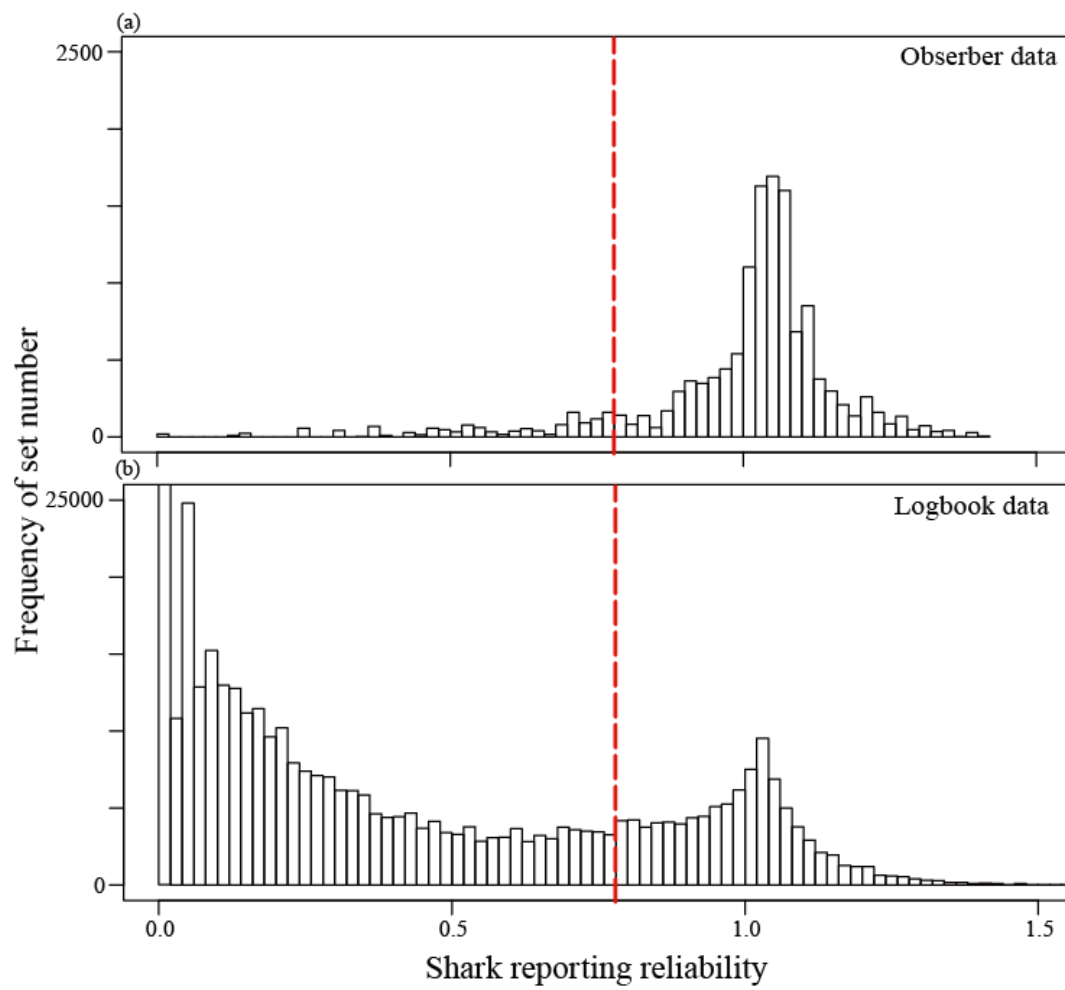 (a)
2500
Obserber data
0
(b)
25000
Logbook data
Frequency of set number
0
0.0
0.5
1.0
1.5
Shark reporting reliability